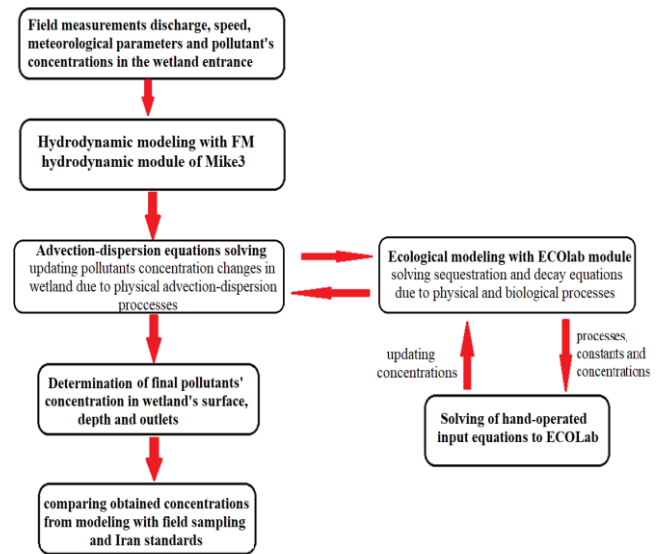 Field measurements discharge, speed,
meteorological parameters and pollutant's
concentrations in the wetland entrance
Hydrodynamic modeling with FM
hydrodynamic module of Mike3
Advection-dispersion equations solving
updating pollutants concentration changes in
wetland due to physical advection-dispersion
proccesses
Ecological modeling with ECOlab module
solving sequestration and decay equations
due to physical and biological processes
updating
concentrations
processes,
constants and
concentrations
Solving of hand-operated
input equations to ECOLab
Determination of final pollutants'
concentration in wetland's surface,
depth and outlets
comparing obtained concentrations
from modeling with field sampling
and Iran standards